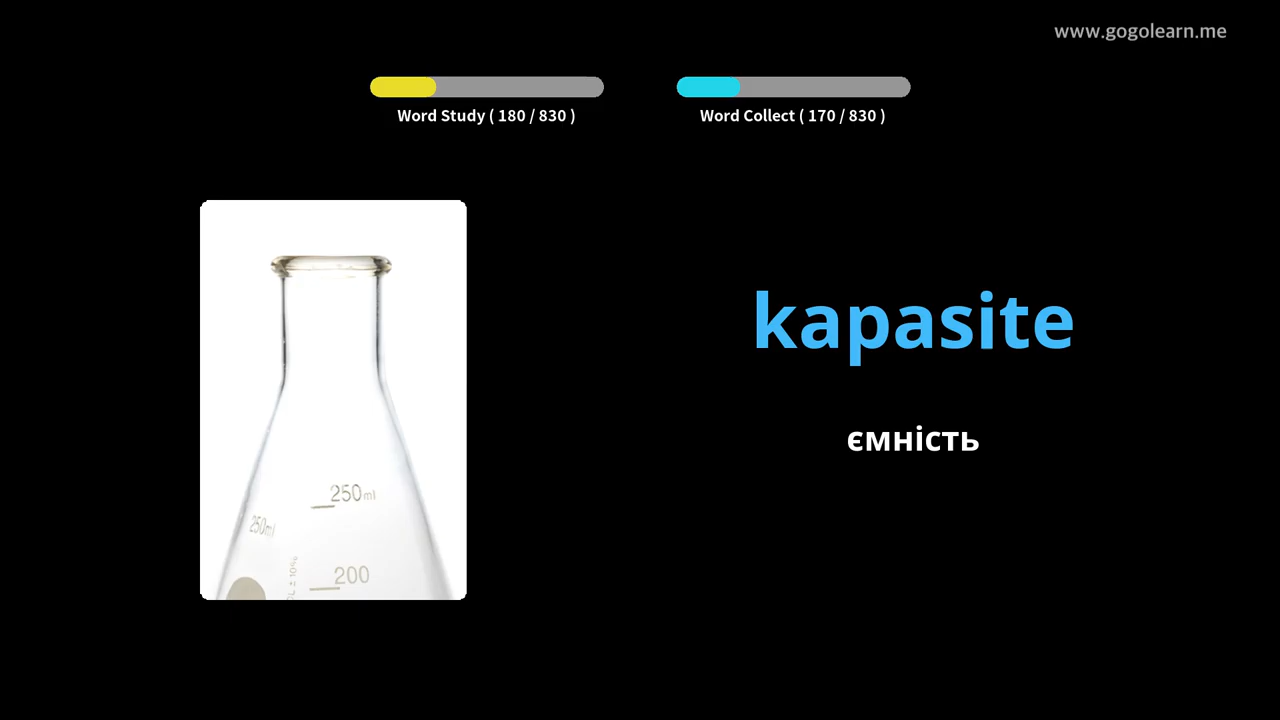 www.gogolearn.me
Word Study ( 180 / 830 )
Word Collect ( 170 / 830 )
kapasite
ємність
250ml
250ml
200